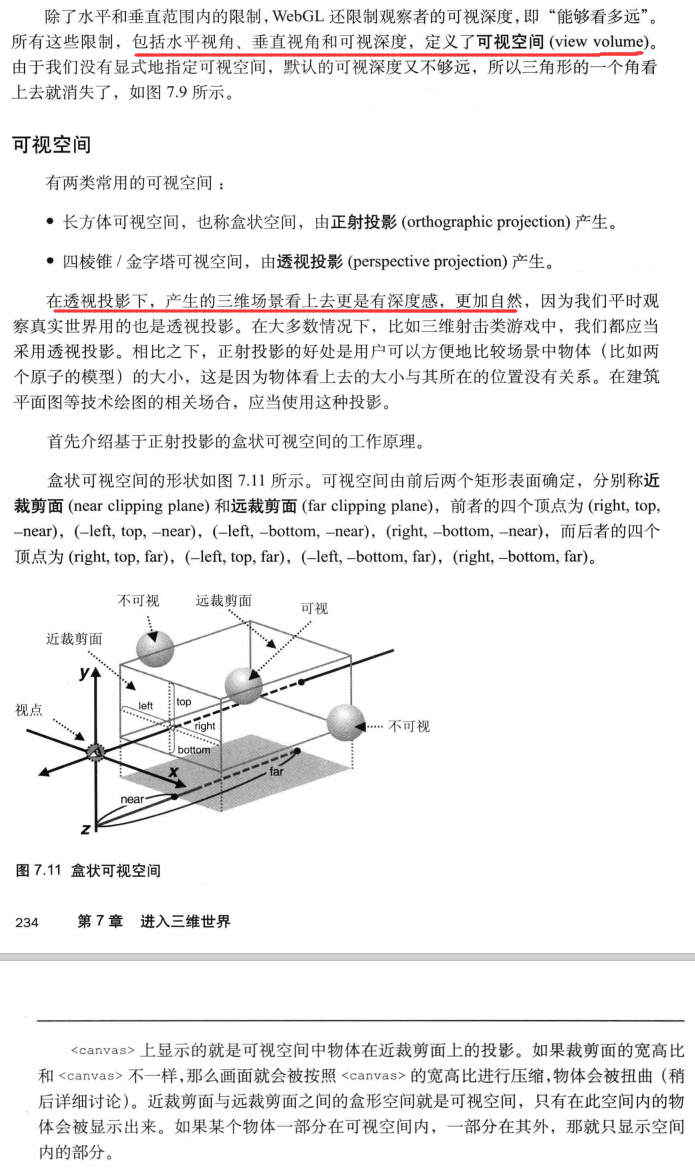 除了水平和垂直范围内的限制，WebGL 还限制观察者的可视深度，即“能够看多远”。
所有这些限制，包括水平视角、垂直视角和可视深度，定义了可视空间 (view volume)。
由于我们没有显式地指定可视空间，默认的可视深度又不够远，所以三角形的一个角看
上去就消失了，如图 7.9 所示。
可视空间
有两类常用的可视空间：
● 长方体可视空间，也称盒状空间，由正射投影 (orthographic projection) 产生。
● 四棱锥 / 金字塔可视空间，由透视投影 (perspective projection) 产生。
在透视投影下，产生的三维场景看上去更是有深度感，更加自然，因为我们平时观
察真实世界用的也是透视投影。在大多数情况下，比如三维射击类游戏中，我们都应当
采用透视投影。相比之下，正射投影的好处是用户可以方便地比较场景中物体（比如两
个原子的模型）的大小，这是因为物体看上去的大小与其所在的位置没有关系。在建筑
平面图等技术绘图的相关场合，应当使用这种投影。
首先介绍基于正射投影的盒状可视空间的工作原理。
盒状可视空间的形状如图 7.11 所示。可视空间由前后两个矩形表面确定，分别称近
裁剪面 (near clipping plane) 和远裁剪面 (far clipping plane)，前者的四个顶点为 (right, top,
–near)，(–left, top, –near)，(–left, –bottom, –near)，(right, –bottom, –near)，而后者的四个
顶点为 (right, top, far)，(–left, top, far)，(–left, –bottom, far)，(right, –bottom, far)。
不可视
远裁剪面
可视
近裁剪面
y
left
top
视点
right
不可视
bottom
x
far
near
z
图 7.11 盒状可视空间
234 第 7 章 进入三维世界
<canvas> 上显示的就是可视空间中物体在近裁剪面上的投影。如果裁剪面的宽高比
和 <canvas> 不一样，那么画面就会被按照 <canvas> 的宽高比进行压缩，物体会被扭曲（稍
后详细讨论）。近裁剪面与远裁剪面之间的盒形空间就是可视空间，只有在此空间内的物
体会被显示出来。如果某个物体一部分在可视空间内，一部分在其外，那就只显示空间
内的部分。